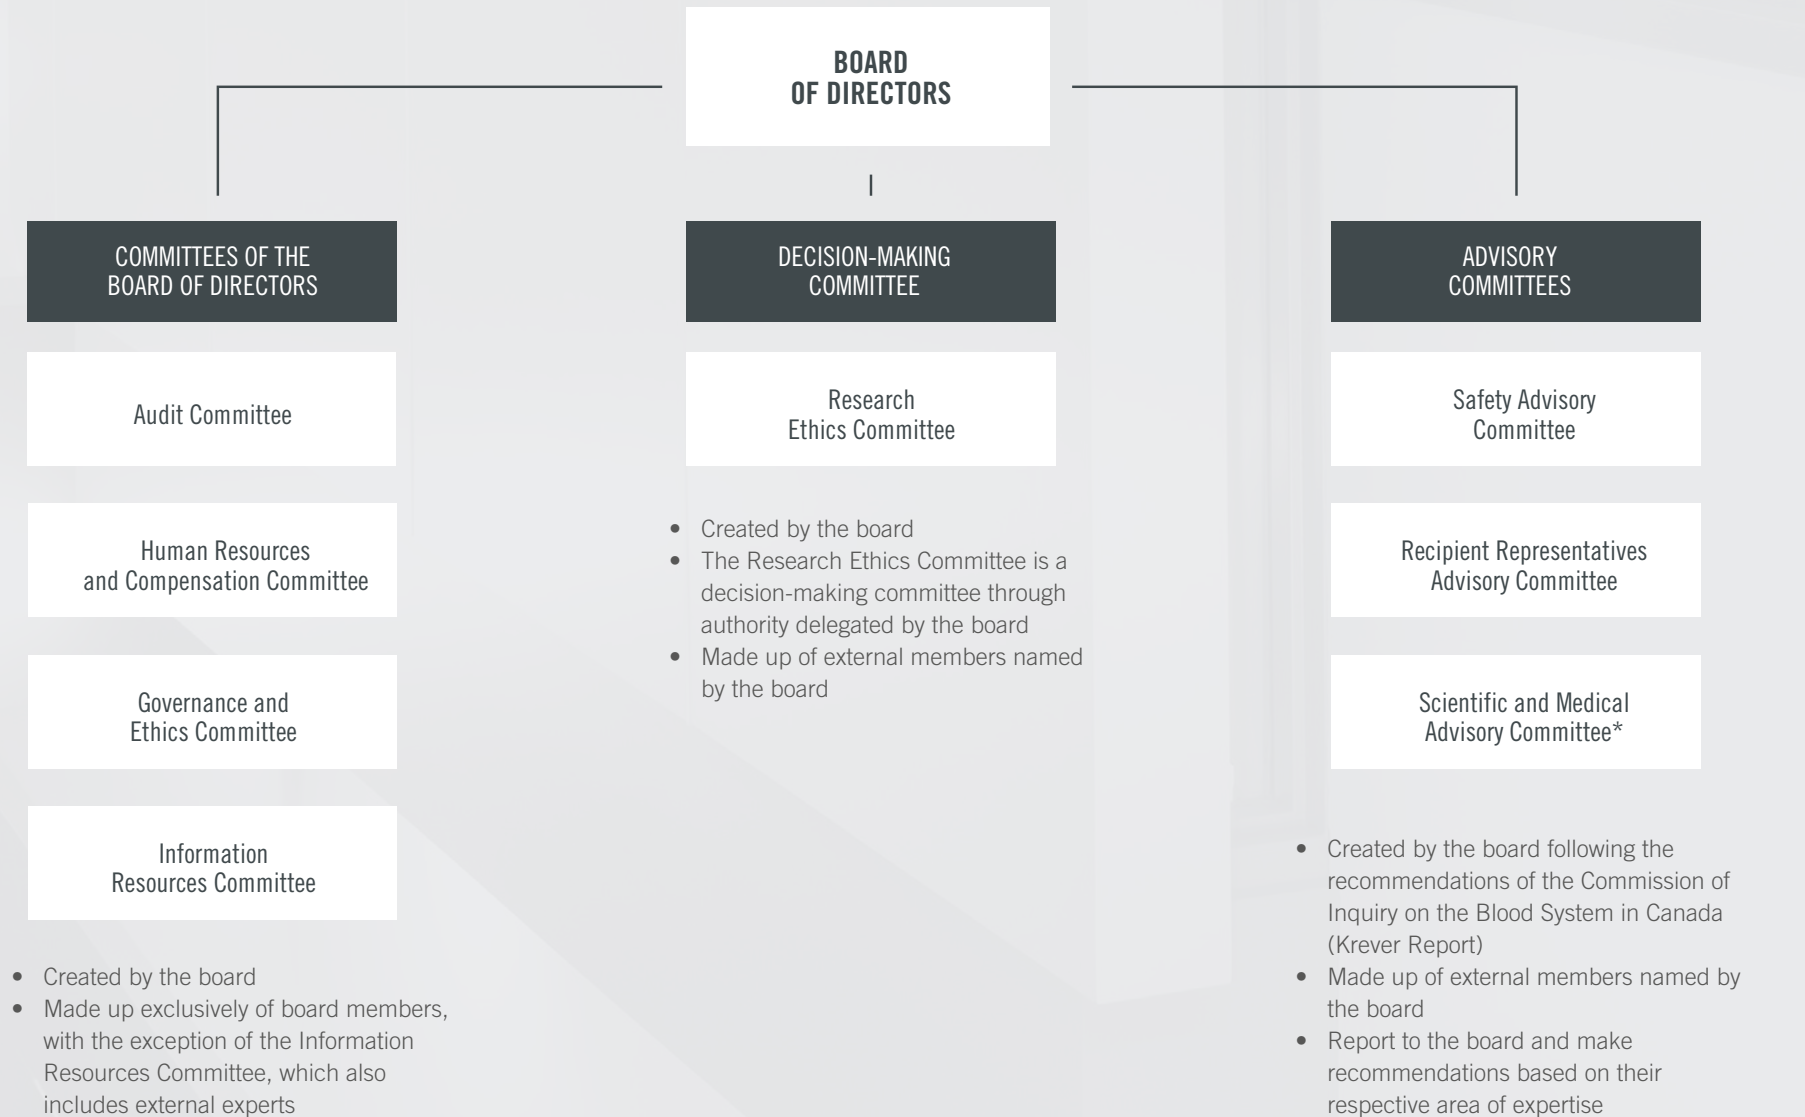 BOARD
OF DIRECTORS
COMMITTEES OF THE
BOARD OF DIRECTORS
Audit Committee
Human Resources
and Compensation Committee
Governance and
Ethics Committee
Information
Resources Committee
• Created by the board
• Made up exclusively of board members,
with the exception of the Information
Resources Committee, which also
includes external experts
DECISION-MAKING
COMMITTEE
Research
Ethics Committee
• Created by the board
• The Research Ethics Committee is a
decision-making committee through
authority delegated by the board
• Made up of external members named
by the board
ADVISORY
COMMITTEES
Safety Advisory
Committee
Recipient Representatives
Advisory Committee
Scientific and Medical
Advisory Committee*
• Created by the board following the
recommendations of the Commission of
Inquiry on the Blood System in Canada
(Krever Report)
• Made up of external members named by
the board
• Report to the board and make
recommendations based on their
respective area of expertise